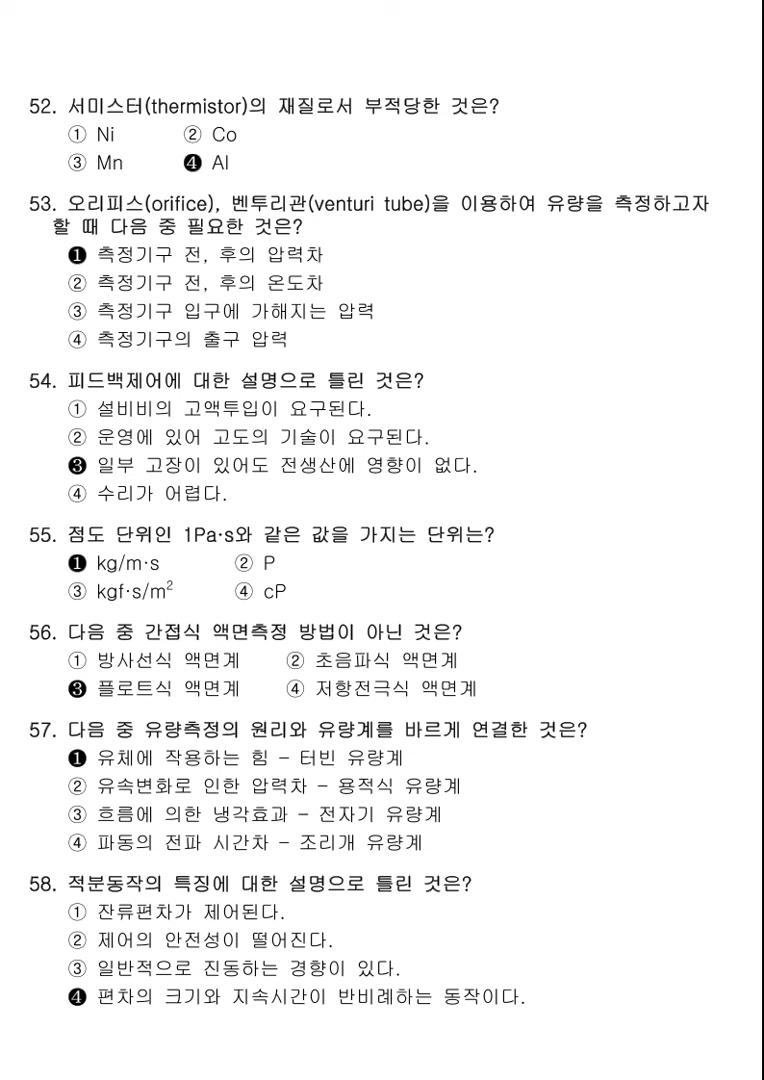 52. 서미스터(thermistor)의 재질로서 부적당한 것은?
① Ni ② Co
③ Mn ❹ Al
53. 오리피스(orifice), 벤투리관(venturi tube)을 이용하여 유량을 측정하고자
할 때 다음 중 필요한 것은?
❶ 측정기구 전, 후의 압력차
② 측정기구 전, 후의 온도차
③ 측정기구 입구에 가해지는 압력
④ 측정기구의 출구 압력
54. 피드백제어에 대한 설명으로 틀린 것은?
① 설비비의 고액투입이 요구된다.
② 운영에 있어 고도의 기술이 요구된다.
❸ 일부 고장이 있어도 전생산에 영향이 없다.
④ 수리가 어렵다.
55. 점도 단위인 1Pa·s와 같은 값을 가지는 단위는?
❶ kg/m·s ② P
③ kgf·s/m² ④ cP
56. 다음 중 간접식 액면측정 방법이 아닌 것은?
① 방사선식 액면계 ② 초음파식 액면계
❸ 플로트식 액면계 ④ 저항전극식 액면계
57. 다음 중 유량측정의 원리와 유량계를 바르게 연결한 것은?
❶ 유체에 작용하는 힘 - 터빈 유량계
② 유속변화로 인한 압력차 - 용적식 유량계
③ 흐름에 의한 냉각효과 - 전자기 유량계
④ 파동의 전파 시간차 - 조리개 유량계
58. 적분동작의 특징에 대한 설명으로 틀린 것은?
① 잔류편차가 제어된다.
② 제어의 안전성이 떨어진다.
③ 일반적으로 진동하는 경향이 있다.
❹ 편차의 크기와 지속시간이 반비례하는 동작이다.